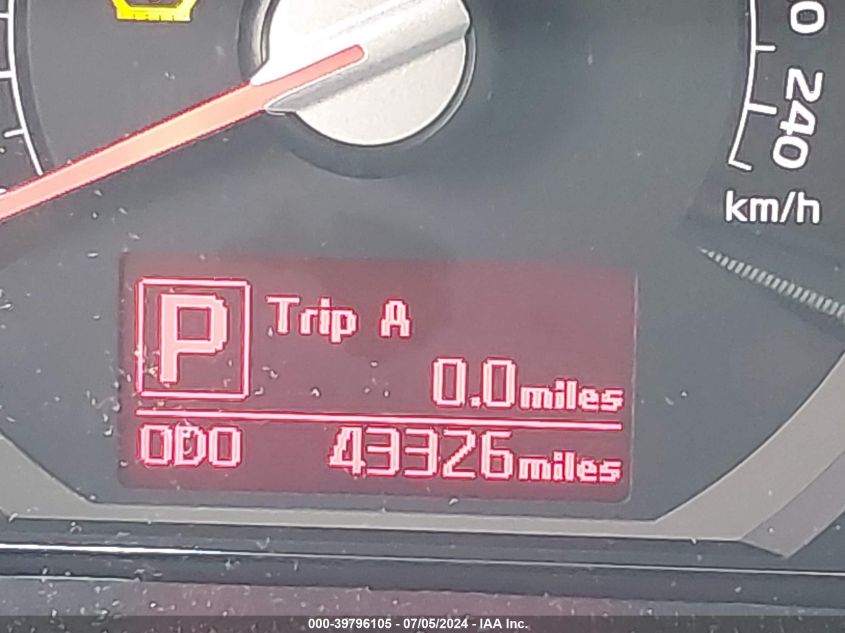 240
km/h
P Trip A
0.0miles
ODO 43326miles
000-39796105 - 07/05/2024 - IAA Inc.